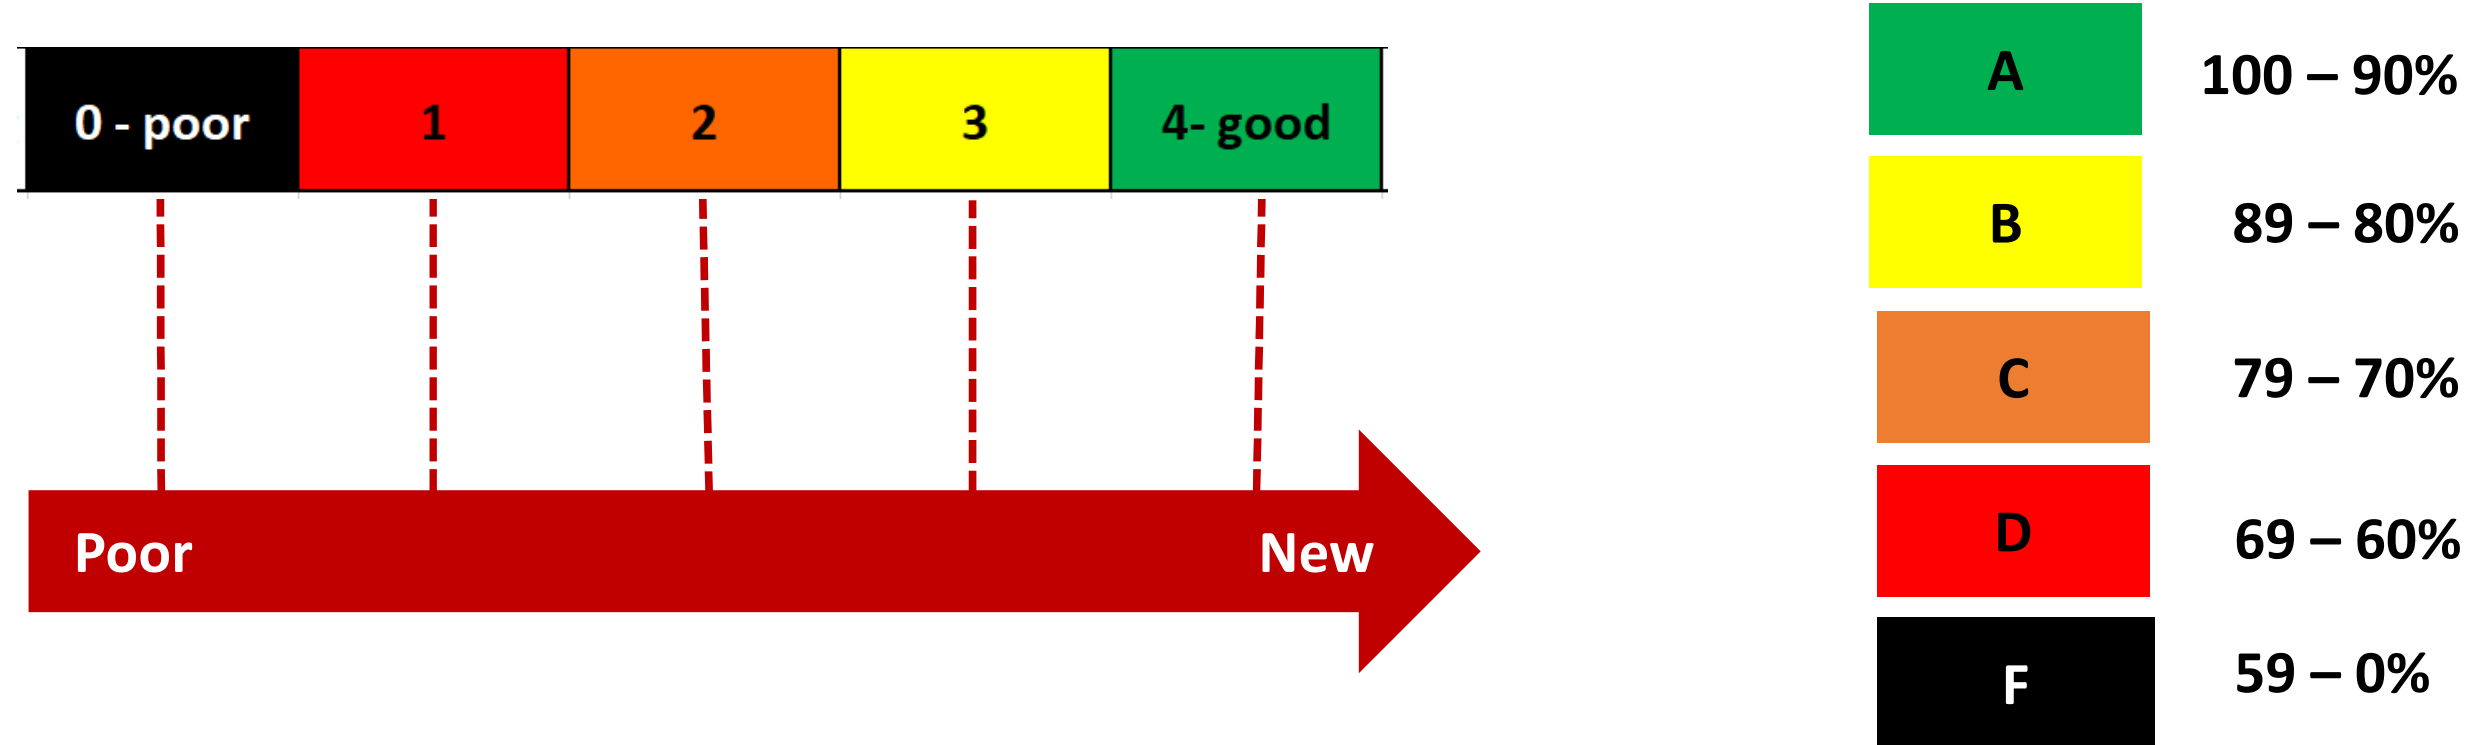 0 - poor
1
2
3
4- good
Poor
New
A
100 – 90%
B
89 – 80%
C
79 – 70%
D
69 – 60%
F
59 – 0%